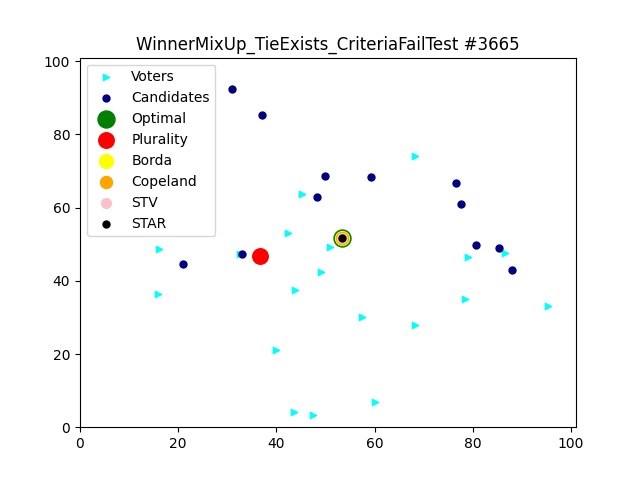 WinnerMixUp_TieExists_CriteriaFailTest #3665
100
80
60
40
20
0
0 20 40 60 80 100
Voters
Candidates
Optimal
Plurality
Borda
Copeland
STV
STAR